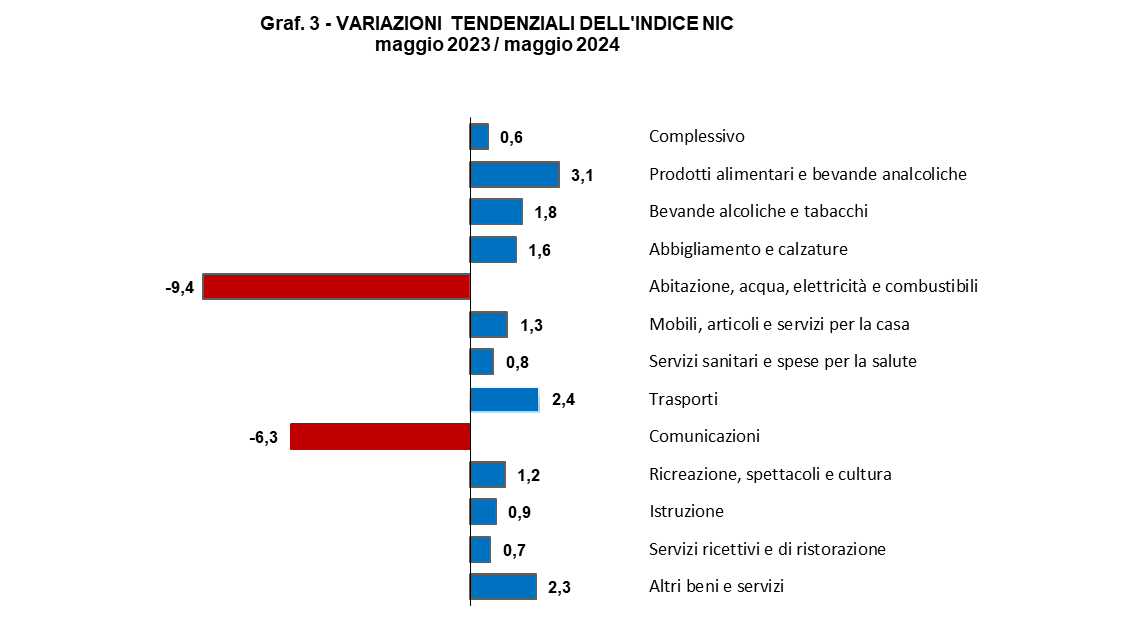 Graf. 3 - VARIAZIONI TENDENZIALI DELL'INDICE NIC
maggio 2023 / maggio 2024
0,6 Complessivo
3,1 Prodotti alimentari e bevande analcoliche
1,8 Bevande alcoliche e tabacchi
1,6 Abbigliamento e calzature
-9,4 Abitazione, acqua, elettricità e combustibili
1,3 Mobili, articoli e servizi per la casa
0,8 Servizi sanitari e spese per la salute
2,4 Trasporti
-6,3 Comunicazioni
1,2 Ricreazione, spettacoli e cultura
0,9 Istruzione
0,7 Servizi ricettivi e di ristorazione
2,3 Altri beni e servizi